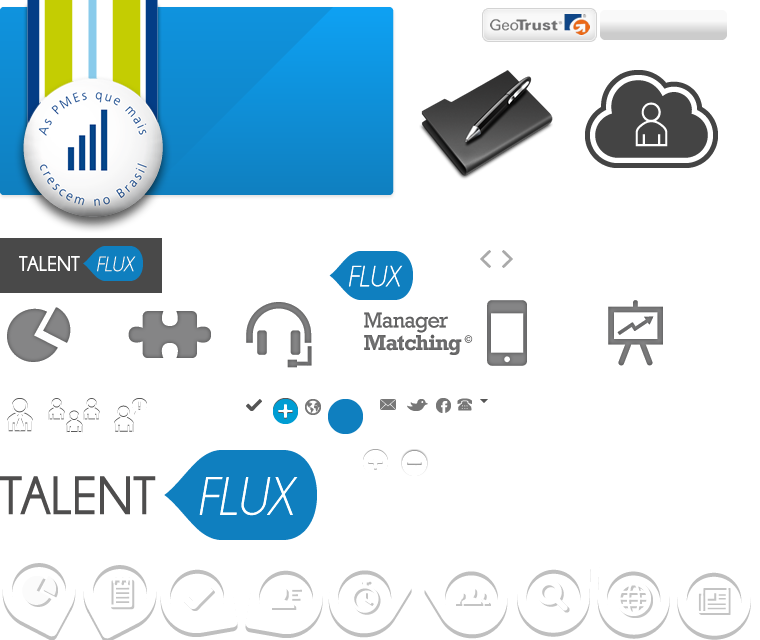 GeoTrust
As PMEs que mais
crescem no Brasil
TALENT FLUX
FLUX
Manager
Matching©
TALENT FLUX